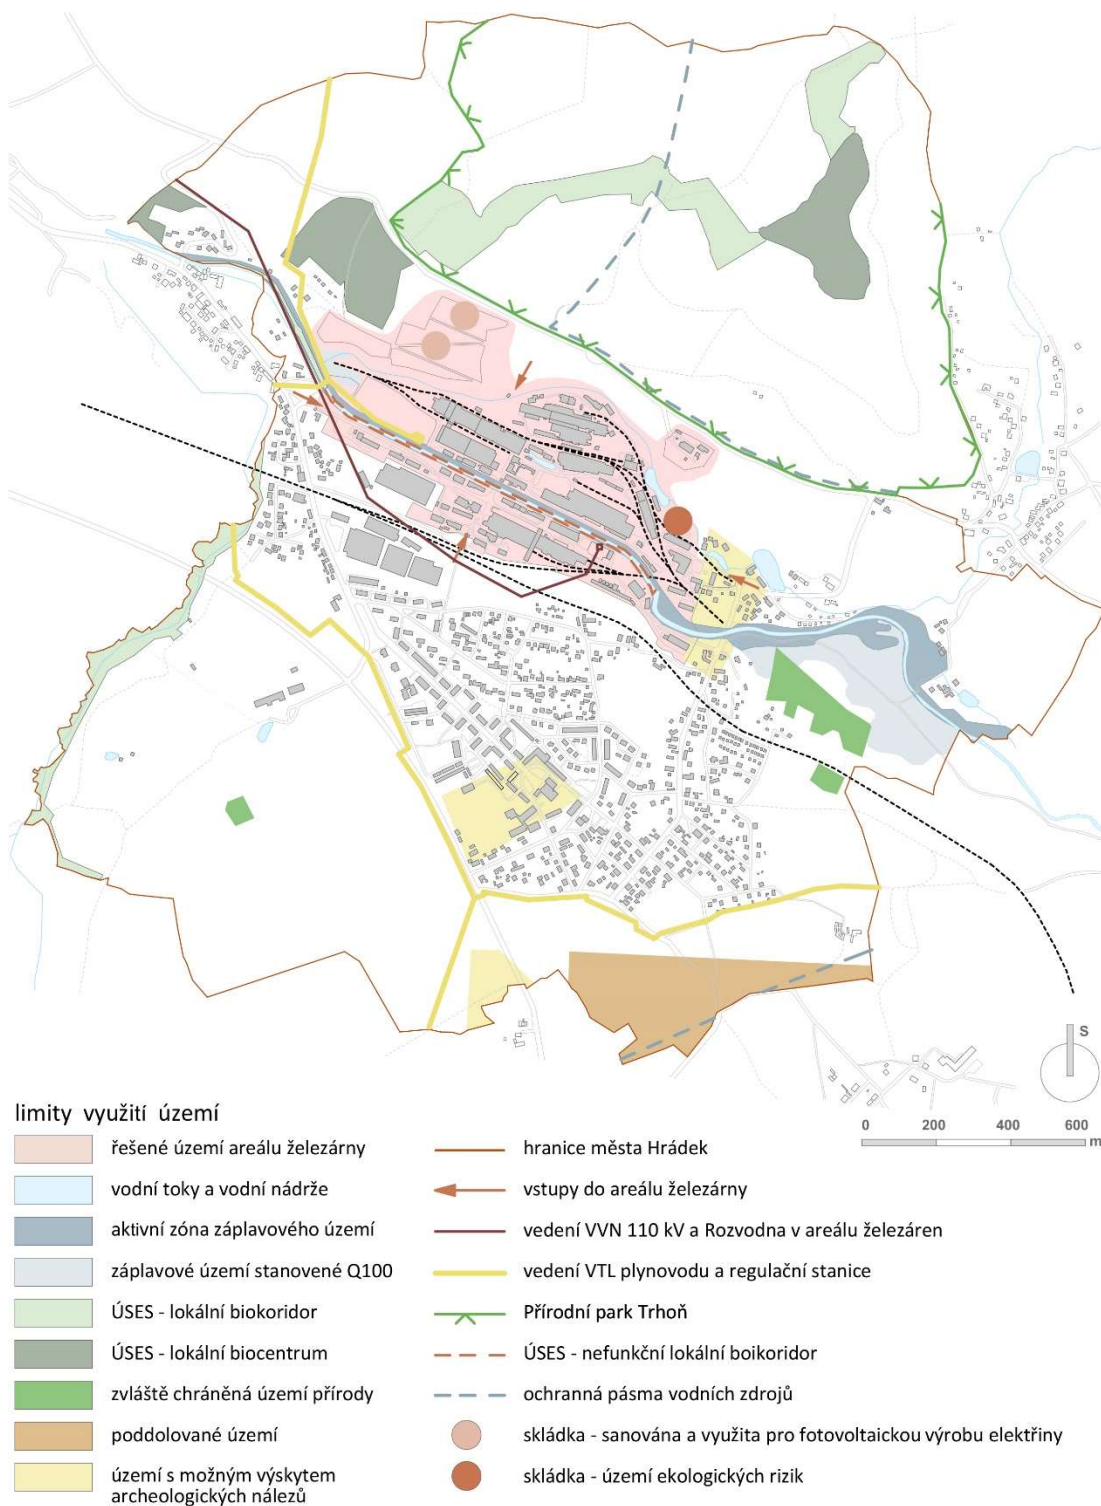 S
0 200 400 600
m
limity využití území
řešené území areálu železárny
vodní toky a vodní nádrže
aktivní zóna záplavového území
záplavové území stanovené Q100
ÚSES - lokální biokoridor
ÚSES - lokální biocentrum
zvláště chráněná území přírody
poddolované území
území s možným výskytem
archeologických nálezů
hranice města Hrádek
vstupy do areálu železárny
vedení VVN 110 kV a Rozvodna v areálu železáren
vedení VTL plynovodu a regulační stanice
Přírodní park Trhoň
ÚSES - nefunkční lokální boikoridor
ochranná pásma vodních zdrojů
skládka - sanována a využita pro fotovoltaickou výrobu elektřiny
skládka - území ekologických rizik